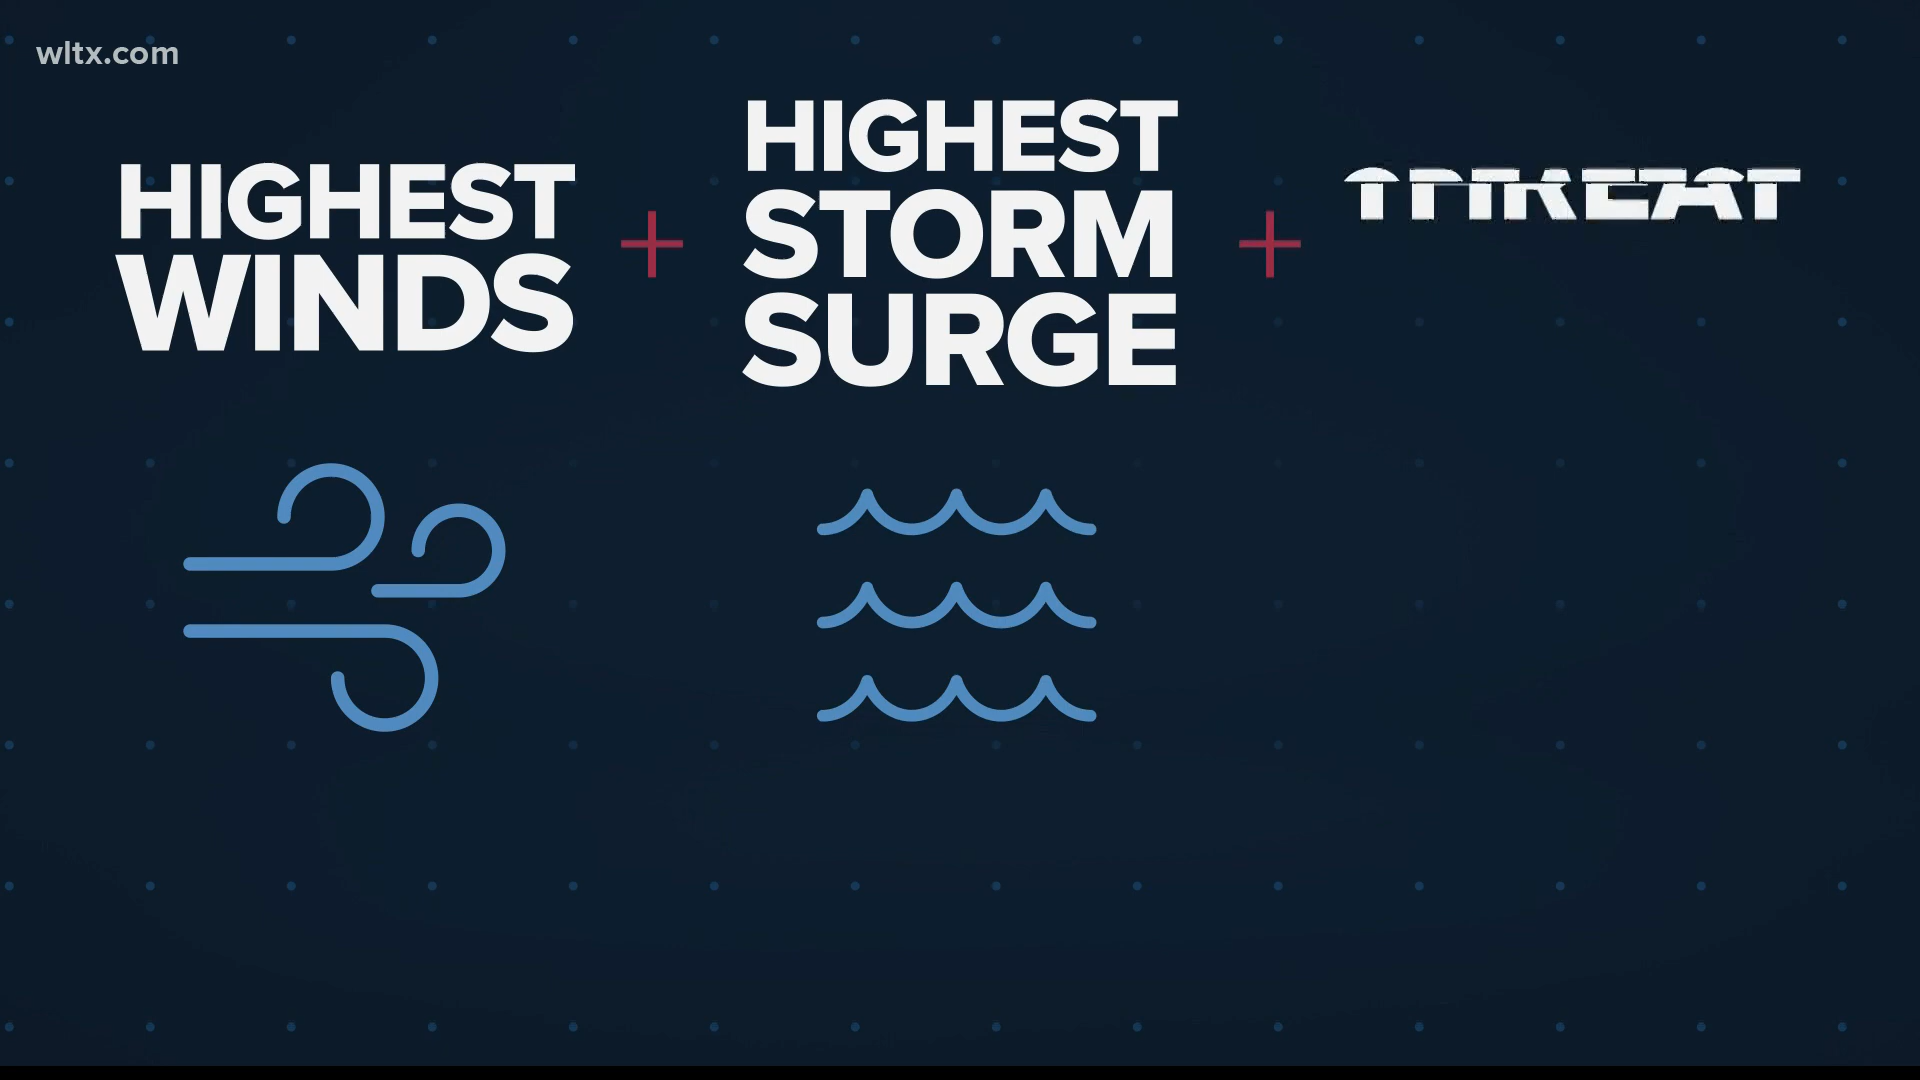 wltx.com
HIGHEST
WINDS
+
HIGHEST
STORM
SURGE
+